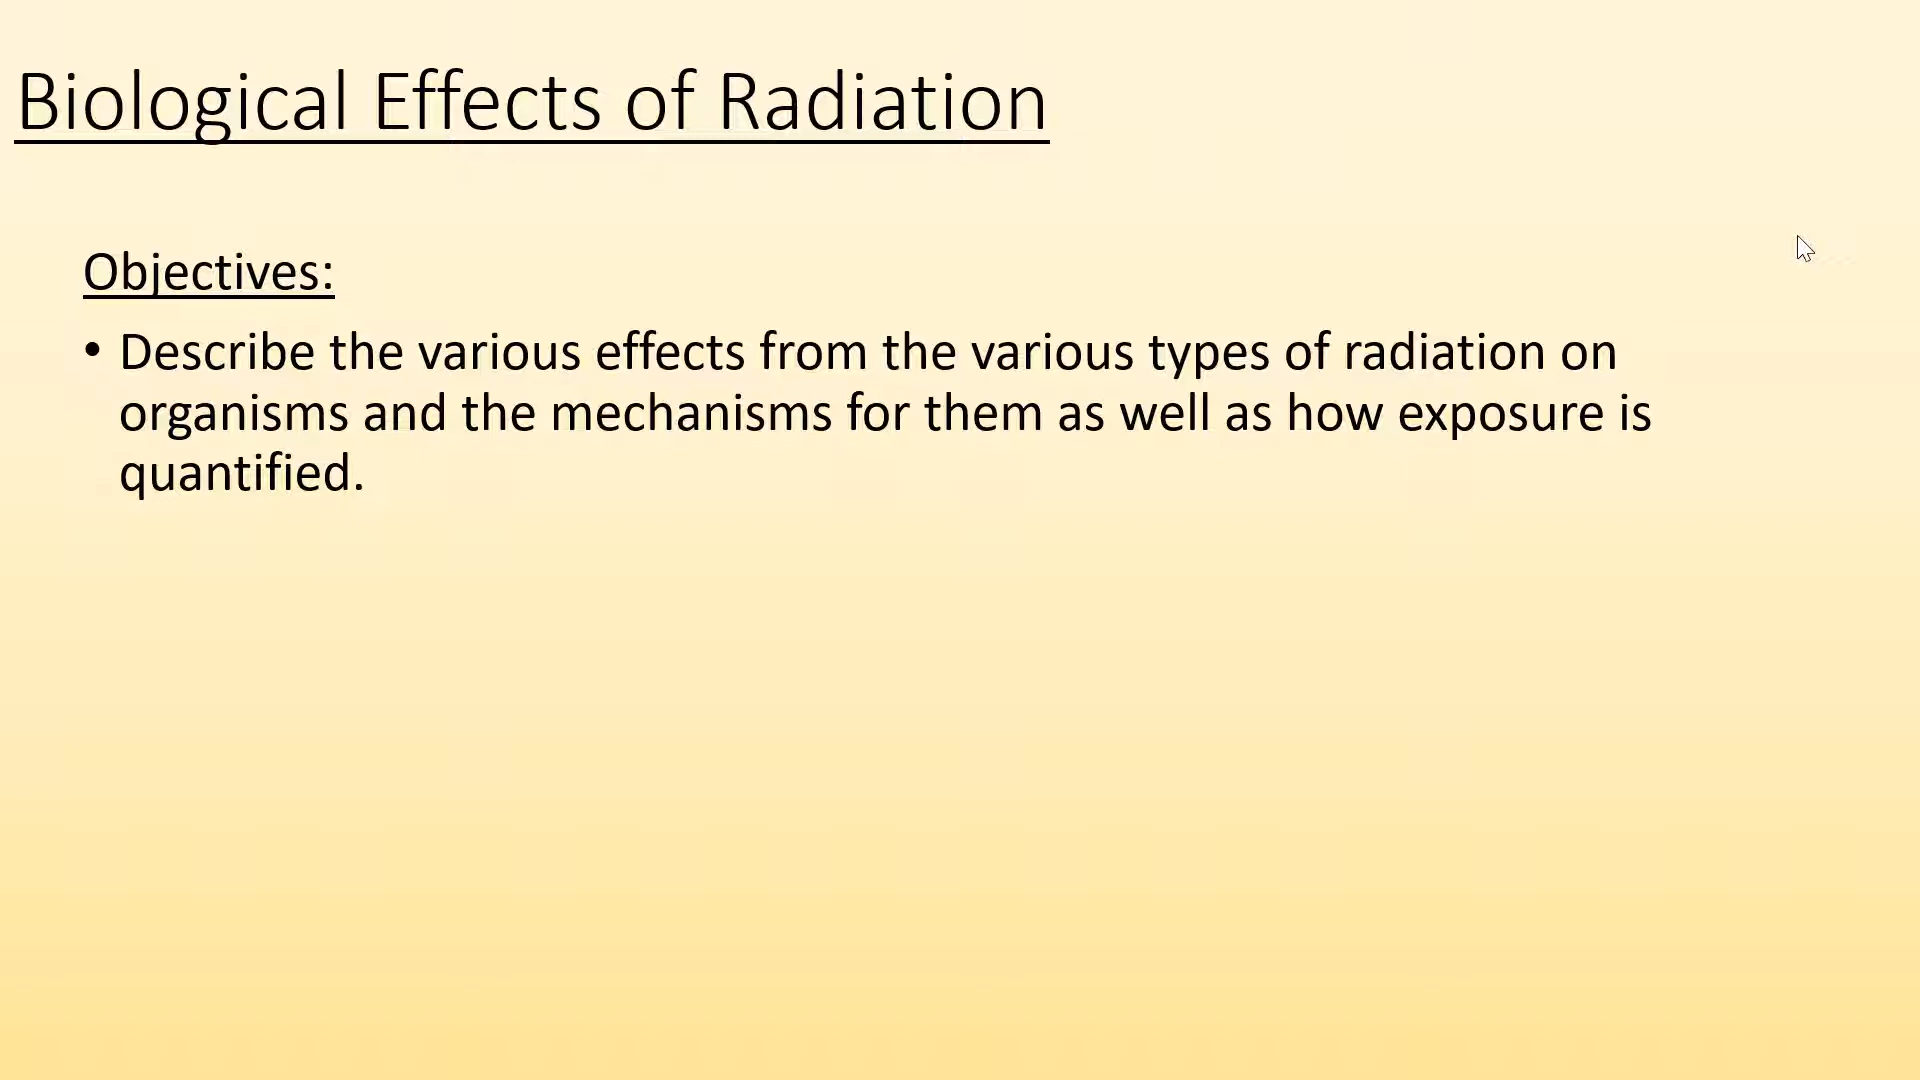 Biological Effects of Radiation
Objectives:
• Describe the various effects from the various types of radiation on
organisms and the mechanisms for them as well as how exposure is
quantified.